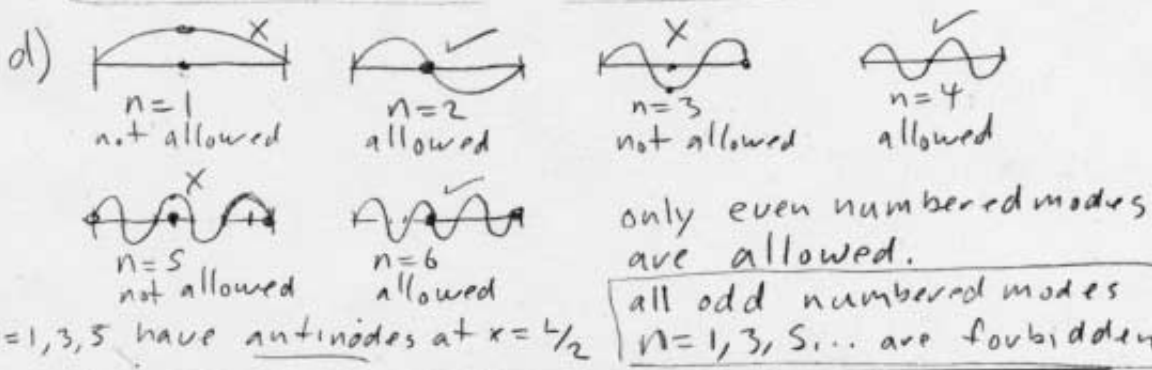 d)
X ✓ X ✓
n=1 n=2 n=3 n=4
not allowed allowed not allowed allowed
X ✓
n=5 n=6
not allowed allowed
only even numbered modes
are allowed.
=1,3,5 have antinodes at x=L/2
all odd numbered modes
n=1,3,5... are forbidden